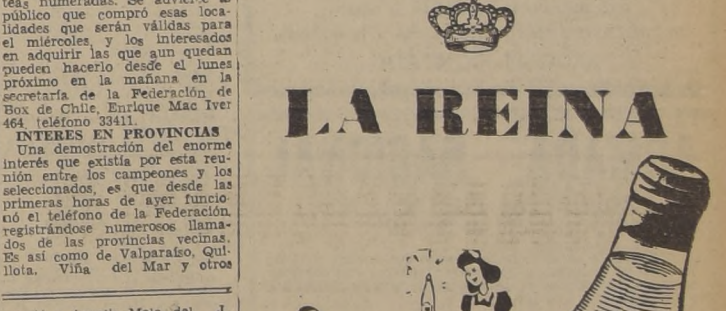 teas numeradas. Se advierte al
público que compró esas loca-
lidades que serán válidas para
el miércoles, y los interesados
en adquirir las que aun quedan
pueden hacerlo desde el lunes
próximo en la mañana en la
secretaría de la Federación de
Box de Chile, Enrique Mac Iver
464, teléfono 33411.
INTERES EN PROVINCIAS
Una demostración del enorme
interés que existía por esta reu-
nión entre los campeones y los
seleccionados, es que desde las
primeras horas de ayer funcio-
nó el teléfono de la Federación,
registrándose numerosos llama-
dos de las provincias vecinas.
Es así como de Valparaíso, Qui-
llota, Viña del Mar y otros
LA REINA